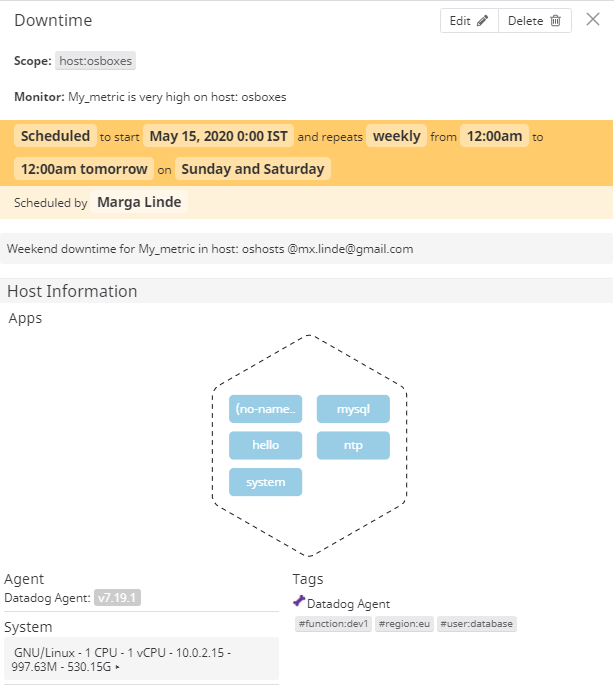 Downtime
Edit Delete
Scope: host:osboxes
Monitor: My_metric is very high on host: osboxes
Scheduled to start May 15, 2020 0:00 IST and repeats weekly from 12:00am to
12:00am tomorrow on Sunday and Saturday
Scheduled by Marga Linde
Weekend downtime for My_metric in host: oshosts @mx.linde@gmail.com
Host Information
Apps
(no-name.. mysql
hello ntp
system
Agent
Datadog Agent: v7.19.1
System
GNU/Linux - 1 CPU - 1 vCPU - 10.0.2.15 -
997.63M - 530.15G
Tags
Datadog Agent
#function:dev1 #region:eu #user:database